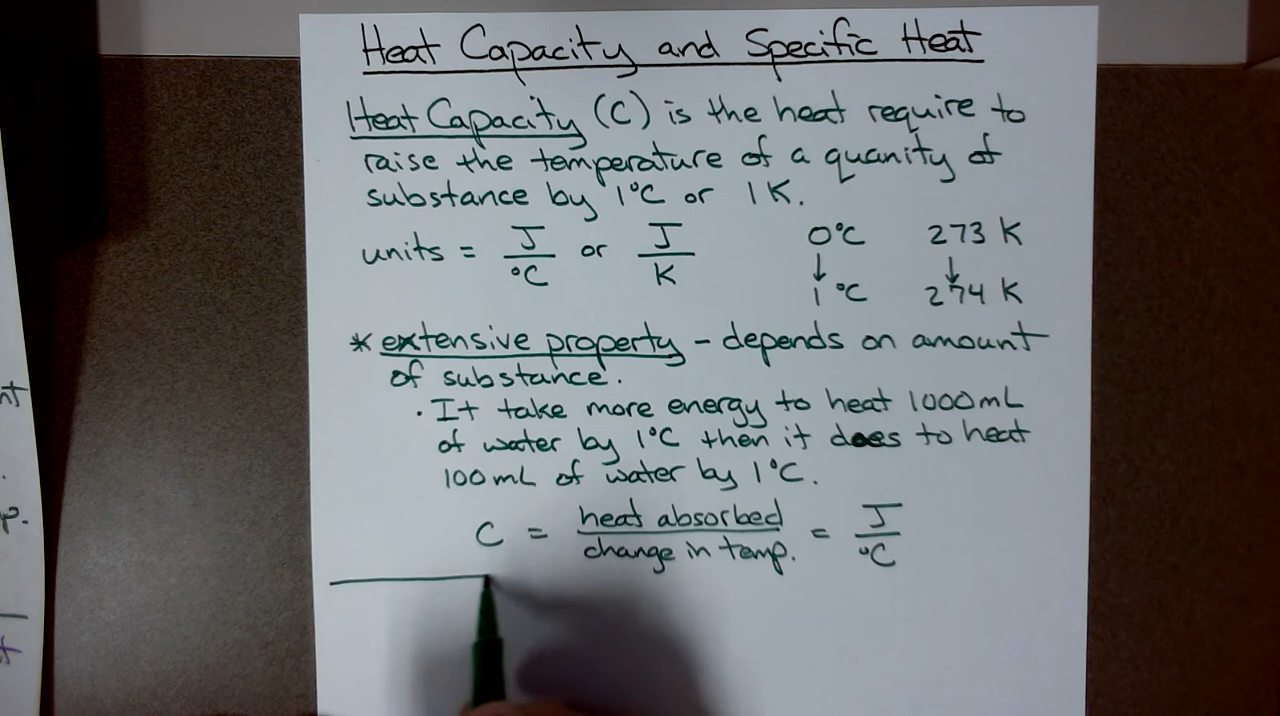 Heat Capacity and Specific Heat
Heat Capacity (C) is the heat require to
raise the temperature of a quanity of
substance by 1°C or 1K.
units = J/°C or J/K
0°C 273 K
↓ ↓
1°C 274 K
* extensive property - depends on amount
of substance.
· It take more energy to heat 1000mL
of water by 1°C then it does to heat
100mL of water by 1°C.
C = heat absorbed/change in temp. = J/°C
nt
p.